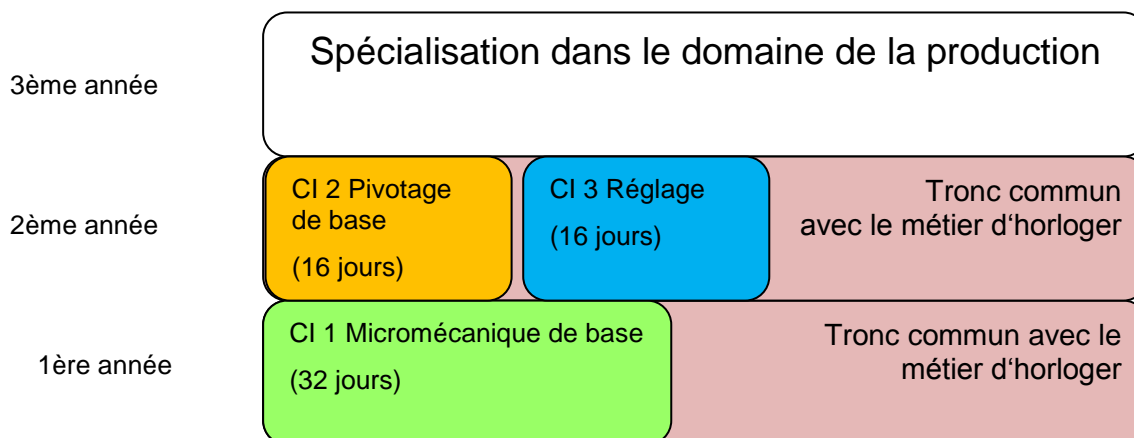 Spécialisation dans le domaine de la production
3ème année
CI 2 Pivotage
de base
(16 jours)
CI 3 Réglage
(16 jours)
Tronc commun
avec le métier d‘horloger
2ème année
CI 1 Micromécanique de base
(32 jours)
Tronc commun avec le
métier d‘horloger
1ère année